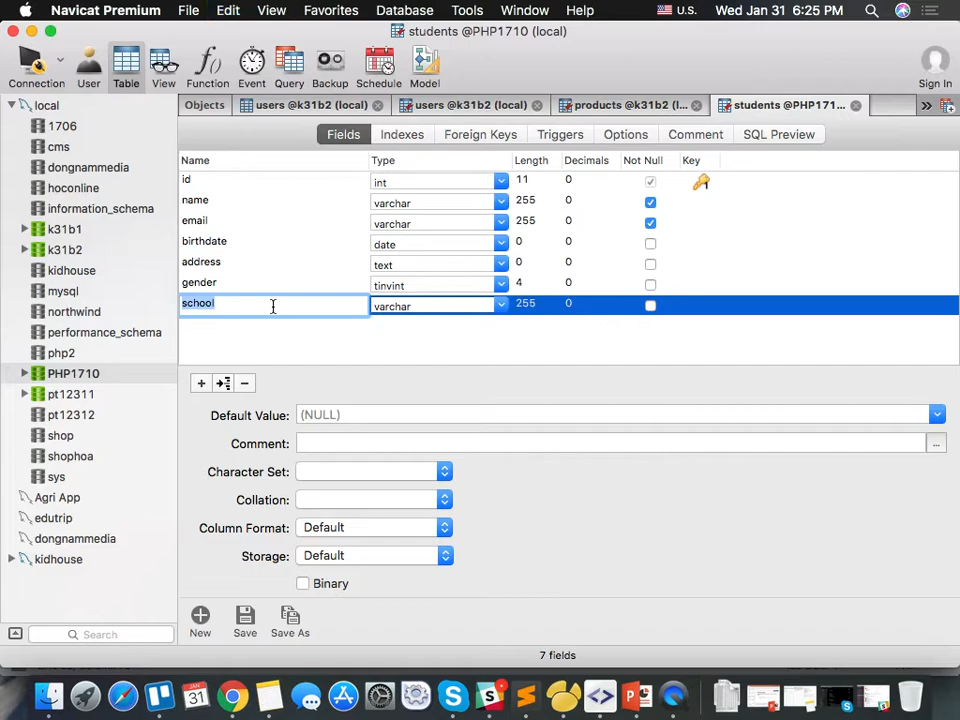 Navicat Premium File Edit View Favorites Database Tools Window Help U.S. Wed Jan 31 6:25 PM
students @PHP1710 (local)
Connection User Table View Function Event Query Backup Schedule Model Sign In
Objects users @k31b2 (local) users @k31b2 (local) products @k31b2 (l... students @PHP171...
Fields Indexes Foreign Keys Triggers Options Comment SQL Preview
Name Type Length Decimals Not Null Key
id int 11 0
name varchar 255 0
email varchar 255 0
birthdate date 0 0
address text 0 0
gender tinyint 4 0
school varchar 255 0
local
1706
cms
dongnammedia
hoconline
information_schema
k31b1
k31b2
kidhouse
mysql
northwind
performance_schema
php2
PHP1710
pt12311
pt12312
shop
shophoa
sys
Agri App
edutrip
dongnammedia
kidhouse
Search
Default Value: (NULL)
Comment: ...
Character Set:
Collation:
Column Format: Default
Storage: Default
Binary
New Save Save As
7 fields